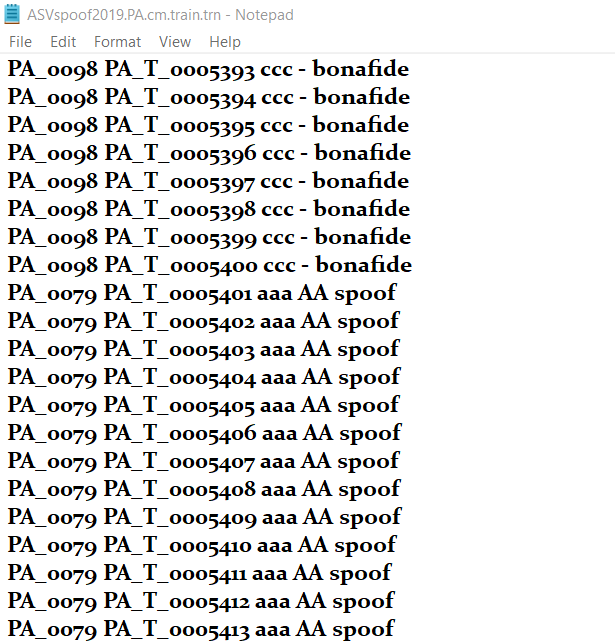 ASVspoof2019.PA.cm.train.trn - Notepad
File Edit Format View Help
PA_0098 PA_T_0005393 ccc - bonafide
PA_0098 PA_T_0005394 ccc - bonafide
PA_0098 PA_T_0005395 ccc - bonafide
PA_0098 PA_T_0005396 ccc - bonafide
PA_0098 PA_T_0005397 ccc - bonafide
PA_0098 PA_T_0005398 ccc - bonafide
PA_0098 PA_T_0005399 ccc - bonafide
PA_0098 PA_T_0005400 ccc - bonafide
PA_0079 PA_T_0005401 aaa AA spoof
PA_0079 PA_T_0005402 aaa AA spoof
PA_0079 PA_T_0005403 aaa AA spoof
PA_0079 PA_T_0005404 aaa AA spoof
PA_0079 PA_T_0005405 aaa AA spoof
PA_0079 PA_T_0005406 aaa AA spoof
PA_0079 PA_T_0005407 aaa AA spoof
PA_0079 PA_T_0005408 aaa AA spoof
PA_0079 PA_T_0005409 aaa AA spoof
PA_0079 PA_T_0005410 aaa AA spoof
PA_0079 PA_T_0005411 aaa AA spoof
PA_0079 PA_T_0005412 aaa AA spoof
PA_0079 PA_T_0005413 aaa AA spoof